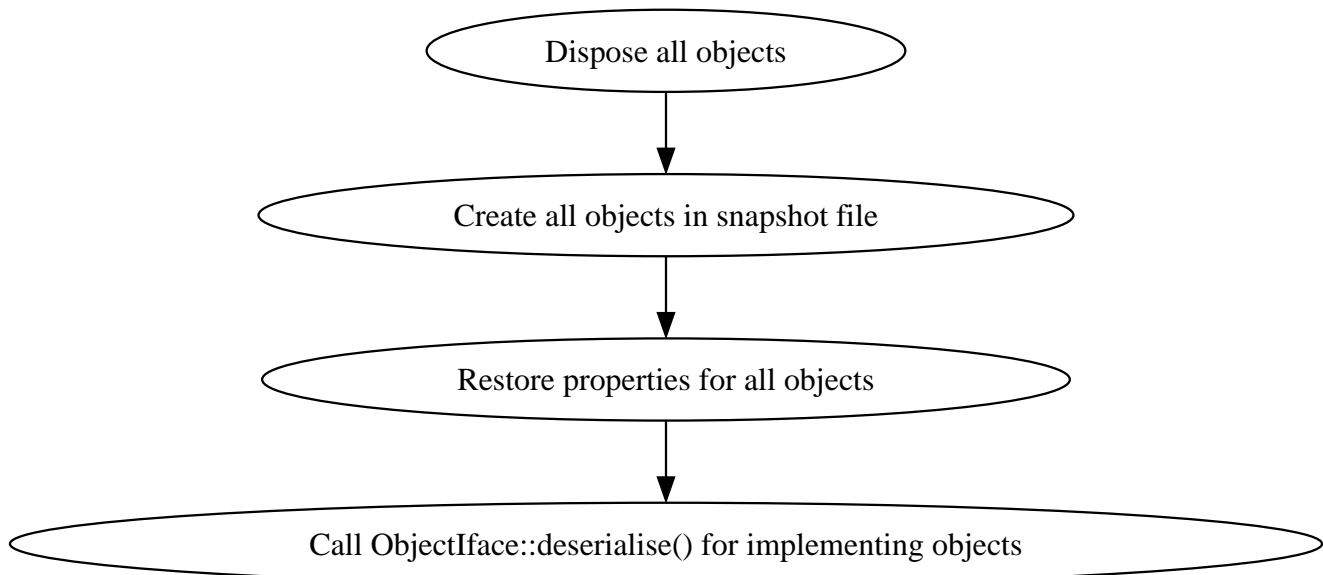 Dispose all objects
Create all objects in snapshot file
Restore properties for all objects
Call ObjectIface::deserialise() for implementing objects